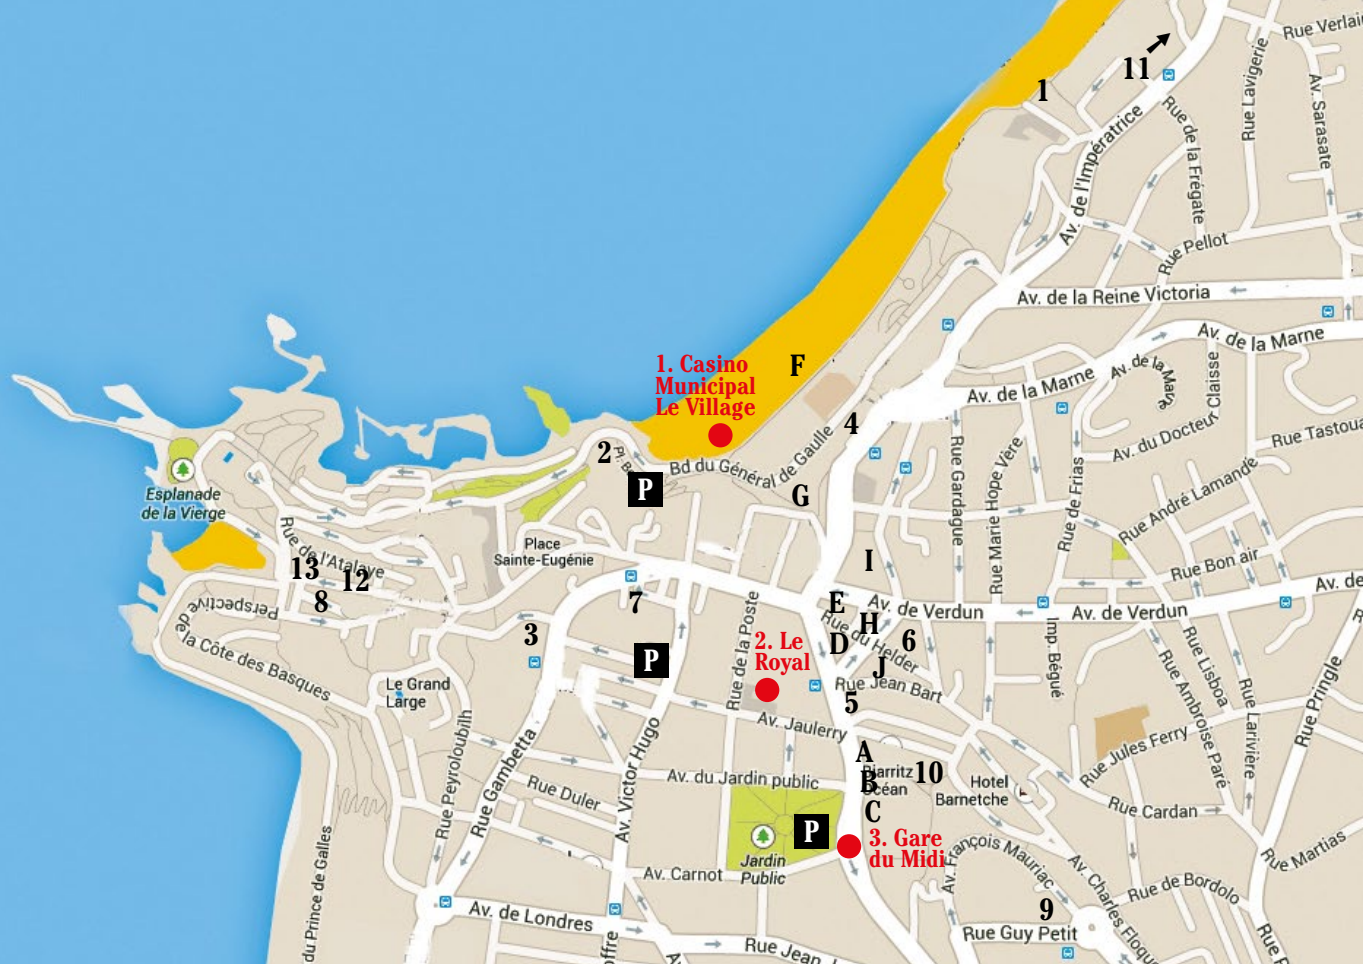 Rue Verlai
11
1
Rue Lavigerie
Av. Sarasate
Rue de la Frégate
Av. de l'Impératrice
Rue Pellot
Av. de la Reine Victoria
Av. de la Marne
Av. de la Marne
Av. de la Marne
1. Casino
Municipal
Le Village
F
4
Rue du Docteur Claisse
2
Bd du Général de Gaulle
P
G
Rue Gardague
Rue Marie Hope Vère
Rue de Frias
Rue André Lamande
Rue Tastoua
Esplanade
de la Vierge
Rue de l'Atalaye
13
12
8
Place
Sainte-Eugénie
7
3
I
E
H
D
6
J
5
Rue Bon air
Av. de
Av. de Verdun
Av. de Verdun
Rue du Helder
Rue Jean Bart
Perspective
de la Côte des Basques
Le Grand
Large
P
Rue de la Poste
2. Le
Royal
Imp. Bégué
Rue Lisboa
Rue Ambroise Paré
Rue Larivière
Rue Pringle
Av. Jaulerry
A
B
C
Biarritz
Océan
10
Hotel
Barnetche
Rue Jules Ferry
Rue Cardan
Rue Peyroloubilh
Rue Gambetta
Av. Victor Hugo
Rue Duler
Av. du Jardin public
P
Jardin
Public
3. Gare
du Midi
Av. Carnot
Av. François Mauriac
Av. Charles Floque
Rue de Bordolo
Rue Martias
9
Rue Guy Petit
du Prince de Galles
Av. de Londres
offre
Rue Jean
Rue P